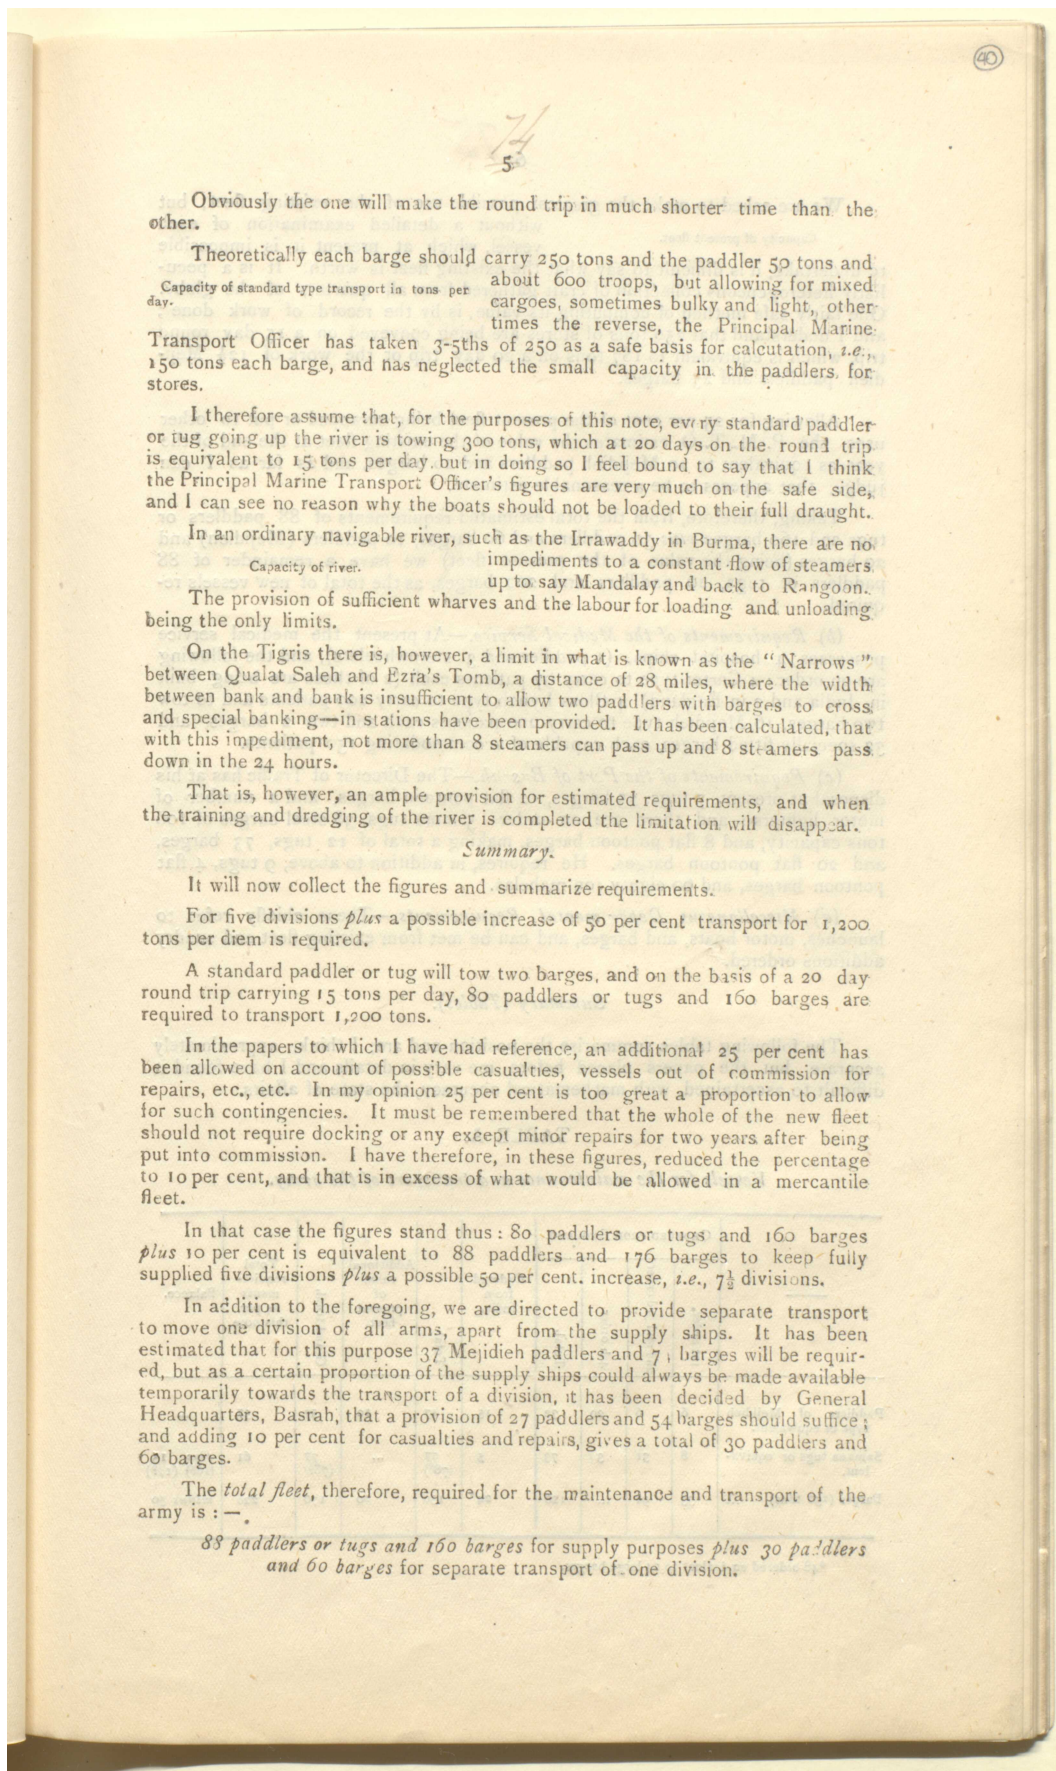 40
74
5
Obviously the one will make the round trip in much shorter time than the
other.
Theoretically each barge should carry 250 tons and the paddler 50 tons and
Capacity of standard type transport in tons per
day.
about 600 troops, but allowing for mixed
cargoes, sometimes bulky and light, other
times the reverse, the Principal Marine
Transport Officer has taken 3-5ths of 250 as a safe basis for calcutation, i.e.,
150 tons each barge, and has neglected the small capacity in the paddlers for
stores.
I therefore assume that, for the purposes of this note, every standard paddler
or tug going up the river is towing 300 tons, which at 20 days on the round trip
is equivalent to 15 tons per day, but in doing so I feel bound to say that I think
the Principal Marine Transport Officer's figures are very much on the safe side,
and I can see no reason why the boats should not be loaded to their full draught.
In an ordinary navigable river, such as the Irrawaddy in Burma, there are no
Capacity of river.
impediments to a constant flow of steamers
up to say Mandalay and back to Rangoon.
The provision of sufficient wharves and the labour for loading and unloading
being the only limits.
On the Tigris there is, however, a limit in what is known as the "Narrows"
between Qualat Saleh and Ezra's Tomb, a distance of 28 miles, where the width
between bank and bank is insufficient to allow two paddlers with barges to cross
and special banking—in stations have been provided. It has been calculated, that
with this impediment, not more than 8 steamers can pass up and 8 steamers pass
down in the 24 hours.
That is, however, an ample provision for estimated requirements, and when
the training and dredging of the river is completed the limitation will disappear.
Summary.
It will now collect the figures and summarize requirements.
For five divisions plus a possible increase of 50 per cent transport for 1,200
tons per diem is required.
A standard paddler or tug will tow two barges, and on the basis of a 20 day
round trip carrying 15 tons per day, 80 paddlers or tugs and 160 barges are
required to transport 1,200 tons.
In the papers to which I have had reference, an additional 25 per cent has
been allowed on account of possible casualties, vessels out of commission for
repairs, etc., etc. In my opinion 25 per cent is too great a proportion to allow
for such contingencies. It must be remembered that the whole of the new fleet
should not require docking or any except minor repairs for two years after being
put into commission. I have therefore, in these figures, reduced the percentage
to 10 per cent, and that is in excess of what would be allowed in a mercantile
fleet.
In that case the figures stand thus : 80 paddlers or tugs and 160 barges
plus 10 per cent is equivalent to 88 paddlers and 176 barges to keep fully
supplied five divisions plus a possible 50 per cent. increase, i.e., 7½ divisions.
In addition to the foregoing, we are directed to provide separate transport
to move one division of all arms, apart from the supply ships. It has been
estimated that for this purpose 37 Mejidieh paddlers and 7 barges will be requir-
ed, but as a certain proportion of the supply ships could always be made available
temporarily towards the transport of a division, it has been decided by General
Headquarters, Basrah, that a provision of 27 paddlers and 54 barges should suffice ;
and adding 10 per cent for casualties and repairs, gives a total of 30 paddlers and
60 barges.
The total fleet, therefore, required for the maintenance and transport of the
army is : —
88 paddlers or tugs and 160 barges for supply purposes plus 30 paddlers
and 60 barges for separate transport of one division.